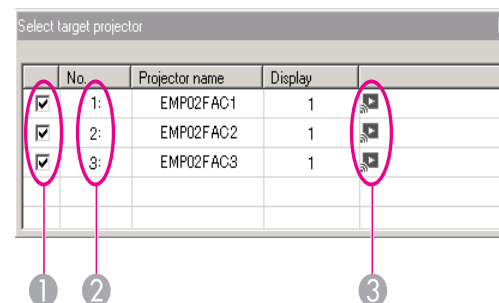 Select target projector
No. Projector name Display
1: EMP02FAC1 1
2: EMP02FAC2 1
3: EMP02FAC3 1
1 2 3